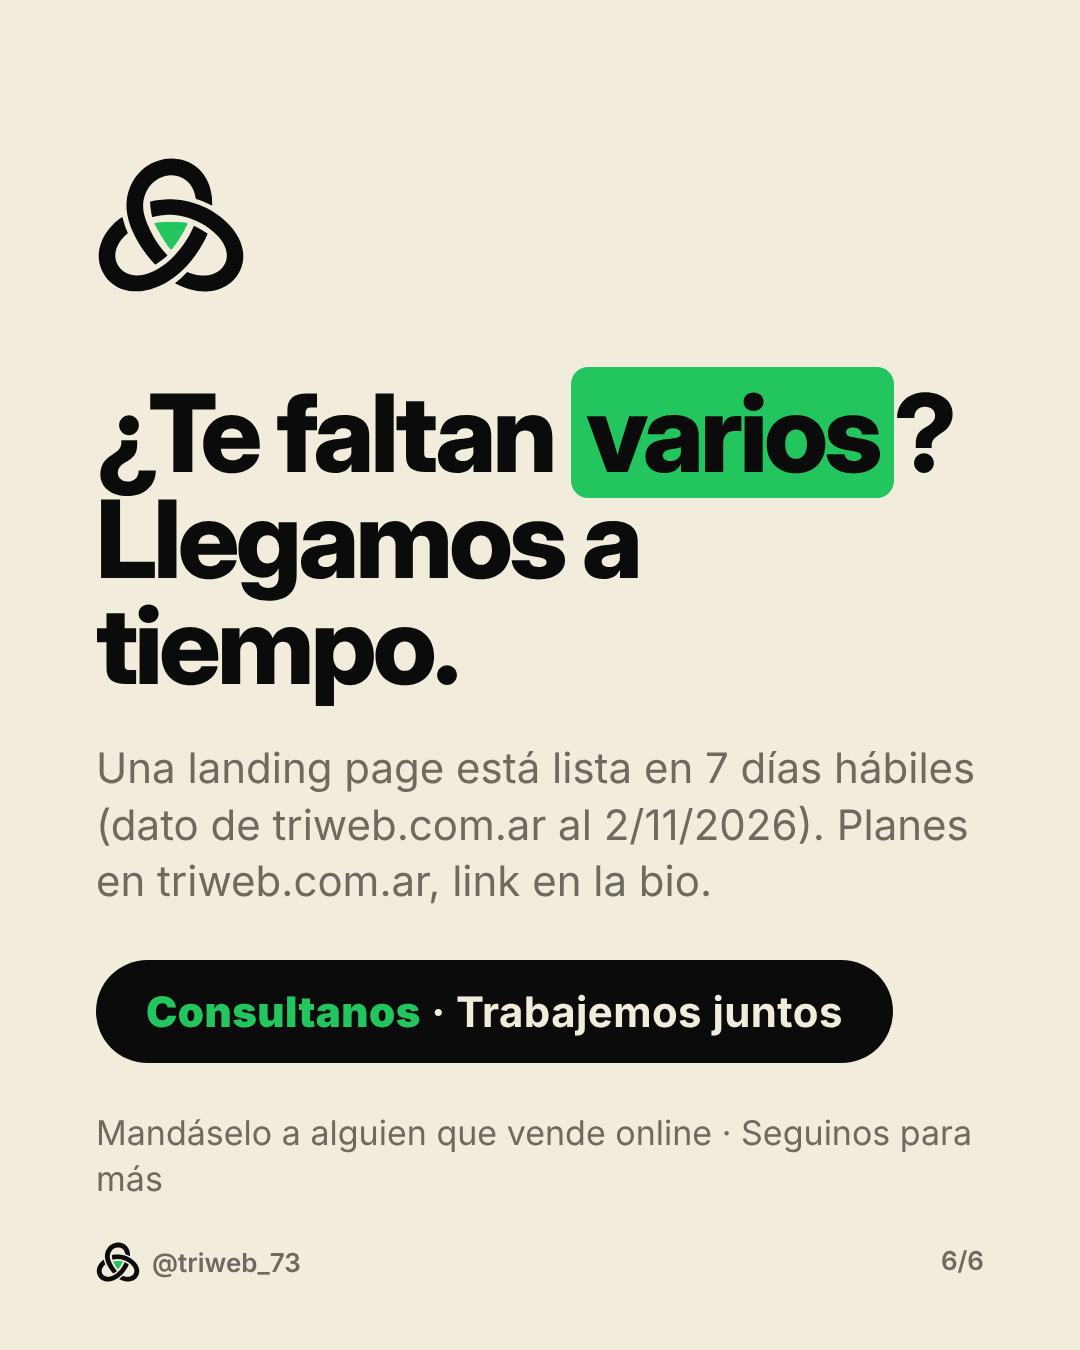 ¿Te faltan varios?
Llegamos a
tiempo.
Una landing page está lista en 7 días hábiles
(dato de triweb.com.ar al 2/11/2026). Planes
en triweb.com.ar, link en la bio.
Consultanos · Trabajemos juntos
Mandáselo a alguien que vende online · Seguinos para
más
@triweb_73
6/6